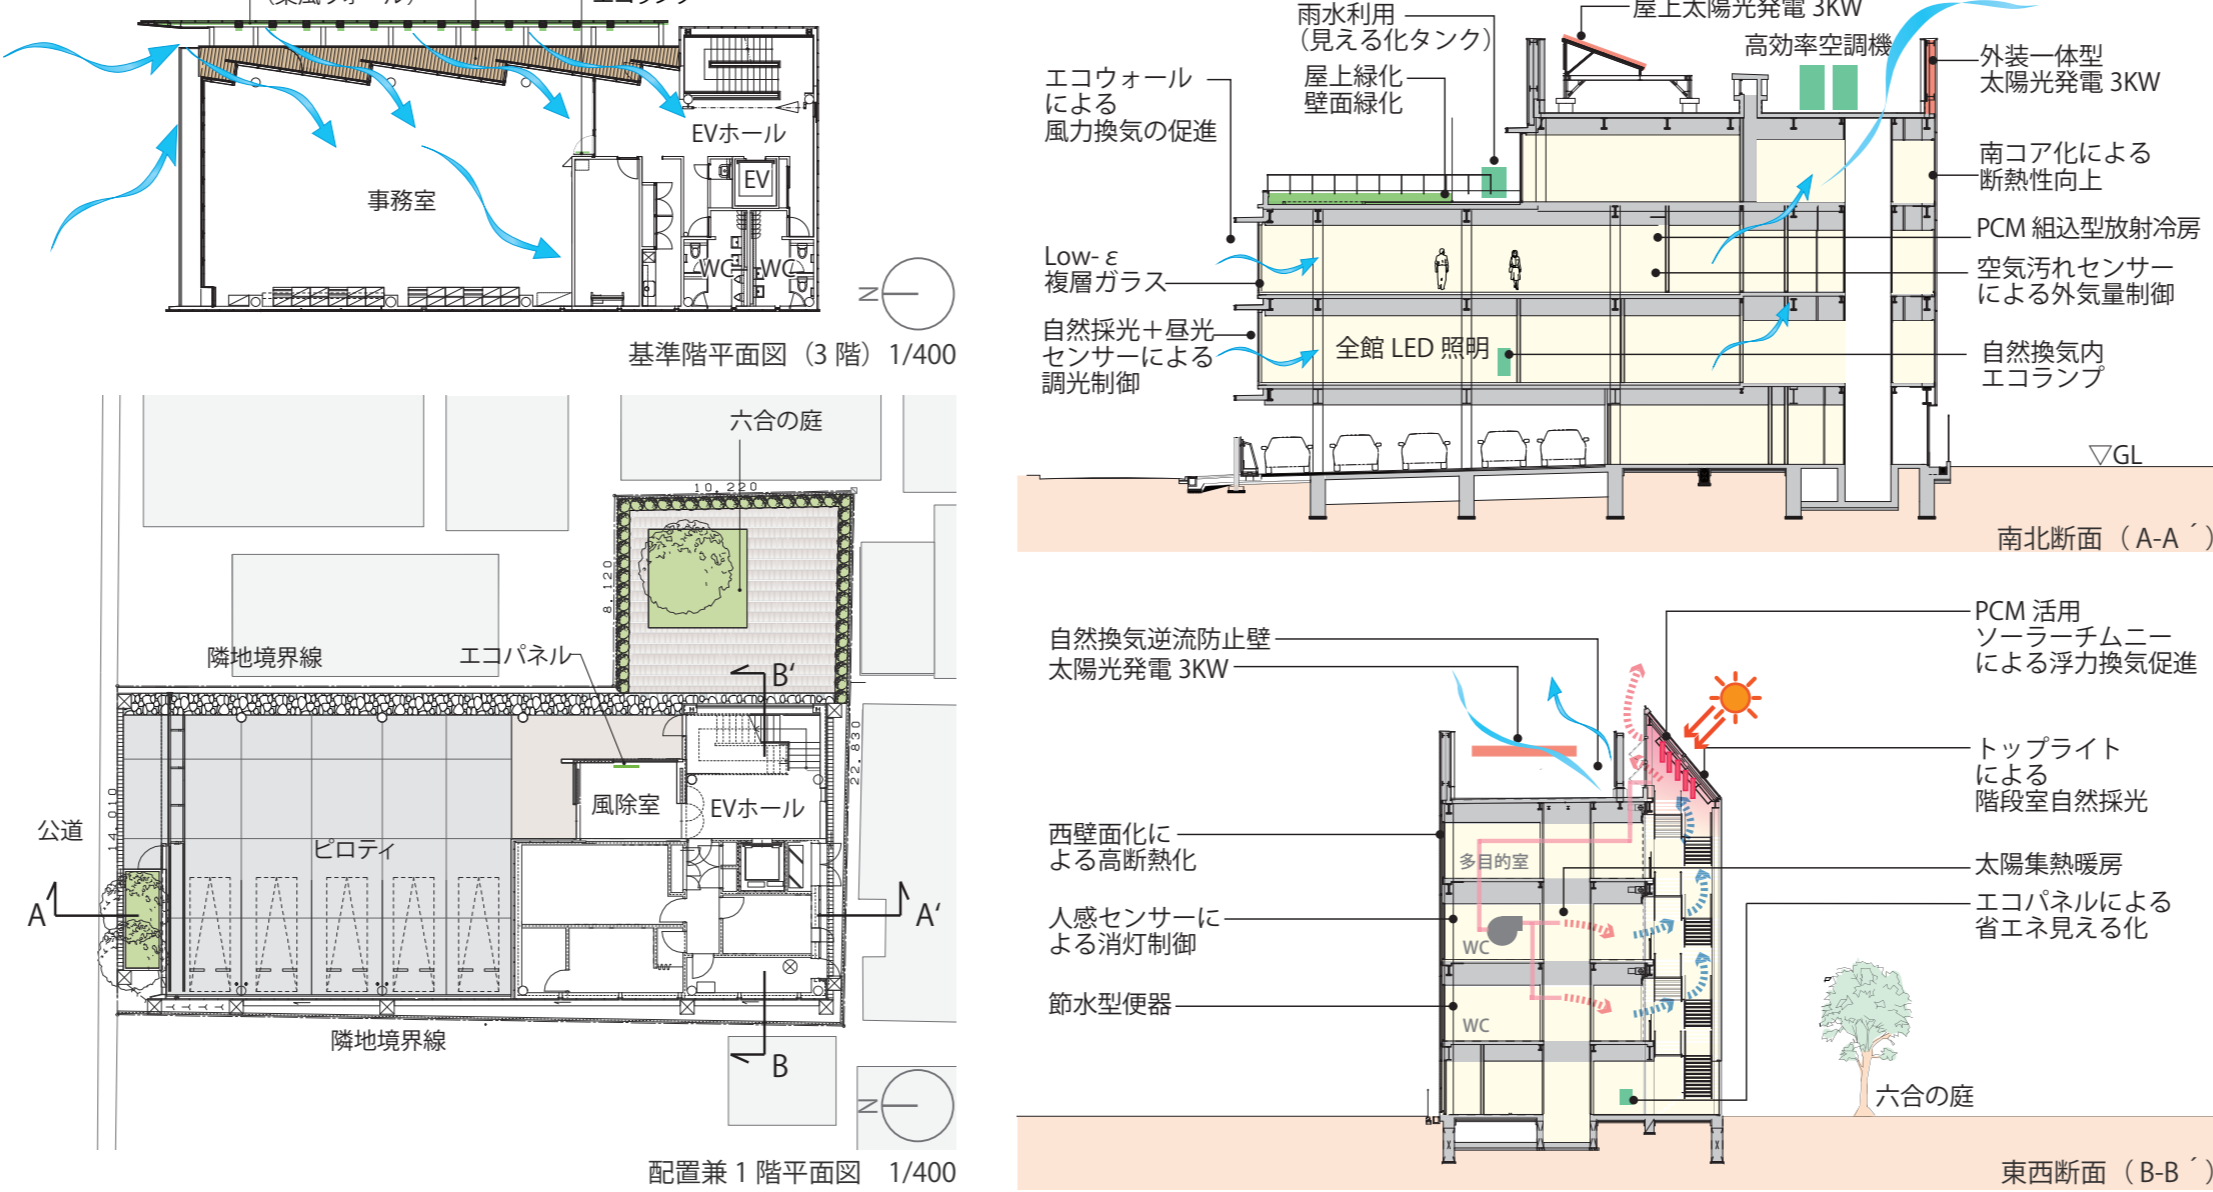 EVホール
EV
事務室
WC
WC
N
基準階平面図（3 階）1/400
六合の庭
10,220
8,120
隣地境界線
エコパネル
B‘
22,830
14,010
公道
風除室
EVホール
ピロティ
A
A‘
隣地境界線
B
N
配置兼 1 階平面図　1/400
雨水利用
（見える化タンク）
屋上太陽光発電 3KW
高効率空調機
外装一体型
太陽光発電 3KW
エコウォール
による
風力換気の促進
屋上緑化
壁面緑化
南コア化による
断熱性向上
PCM 組込型放射冷房
Low- ε
複層ガラス
空気汚れセンサー
による外気量制御
自然採光＋昼光
センサーによる
調光制御
全館 LED 照明
自然換気内
エコランプ
▽GL
南北断面（ A-A ´ ）
PCM 活用
ソーラーチムニー
による浮力換気促進
自然換気逆流防止壁
太陽光発電 3KW
トップライト
による
階段室自然採光
西壁面化に
よる高断熱化
多目的室
太陽集熱暖房
人感センサーに
よる消灯制御
WC
エコパネルによる
省エネ見える化
節水型便器
WC
六合の庭
東西断面（ B-B ´ ）